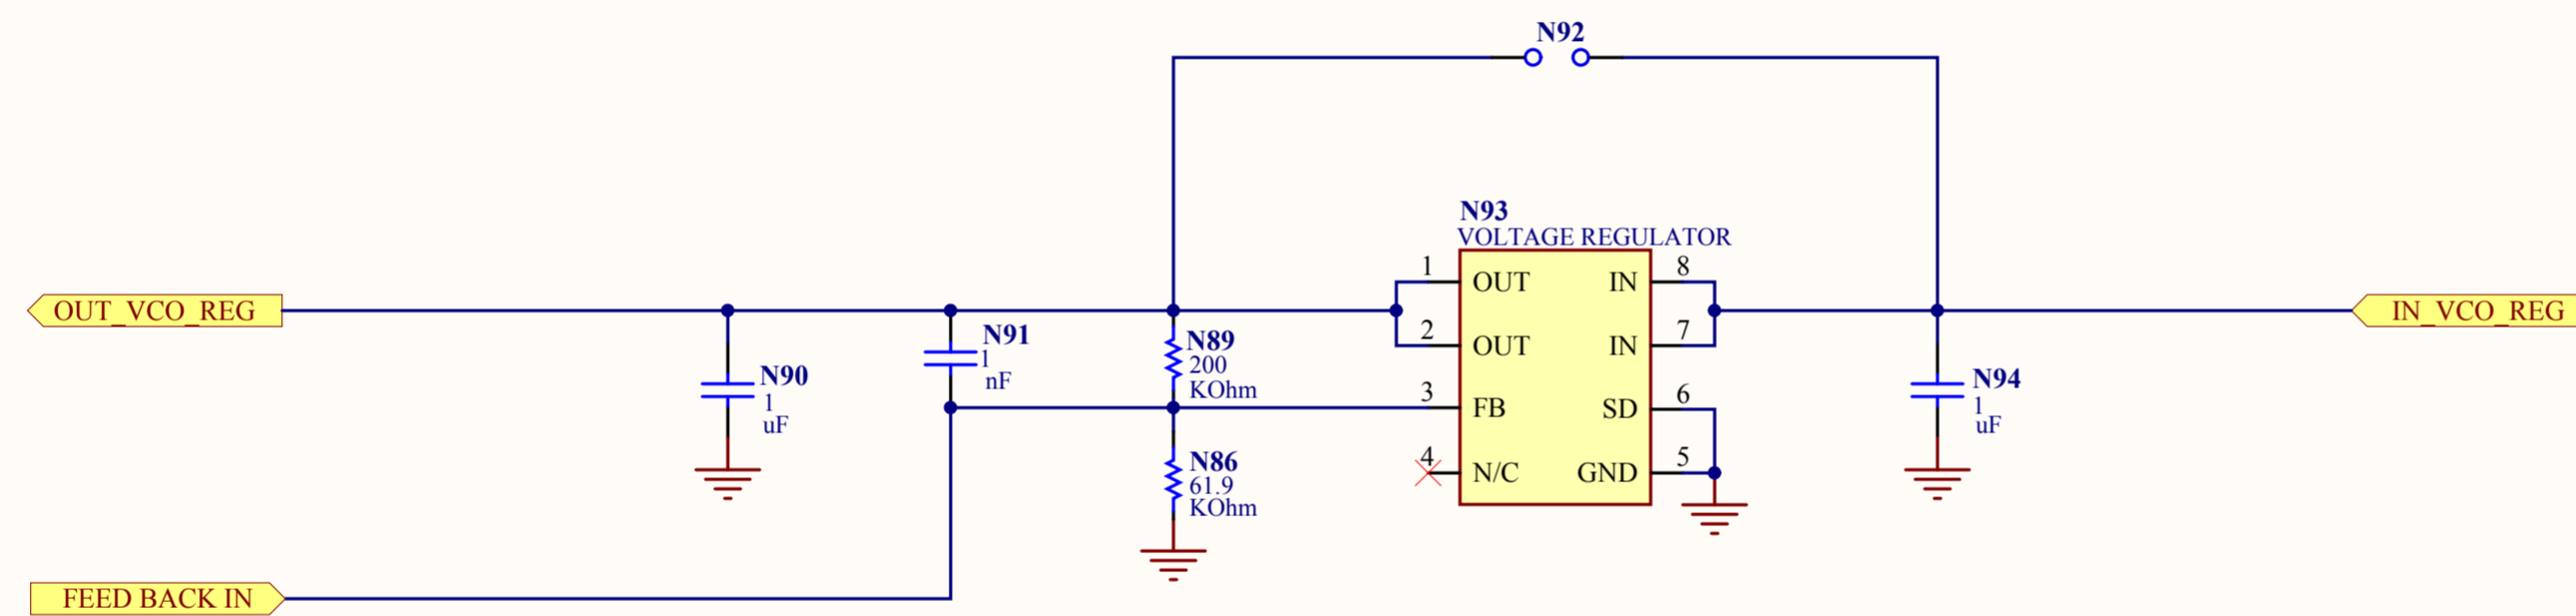 N92
N93
VOLTAGE REGULATOR
1 OUT IN 8
OUT_VCO_REG
IN_VCO_REG
N91
1
nF
N89
200
KOhm
2 OUT IN 7
N90
1
uF
3 FB SD 6
N94
1
uF
N86
61.9
KOhm
4 N/C GND 5
FEED BACK IN